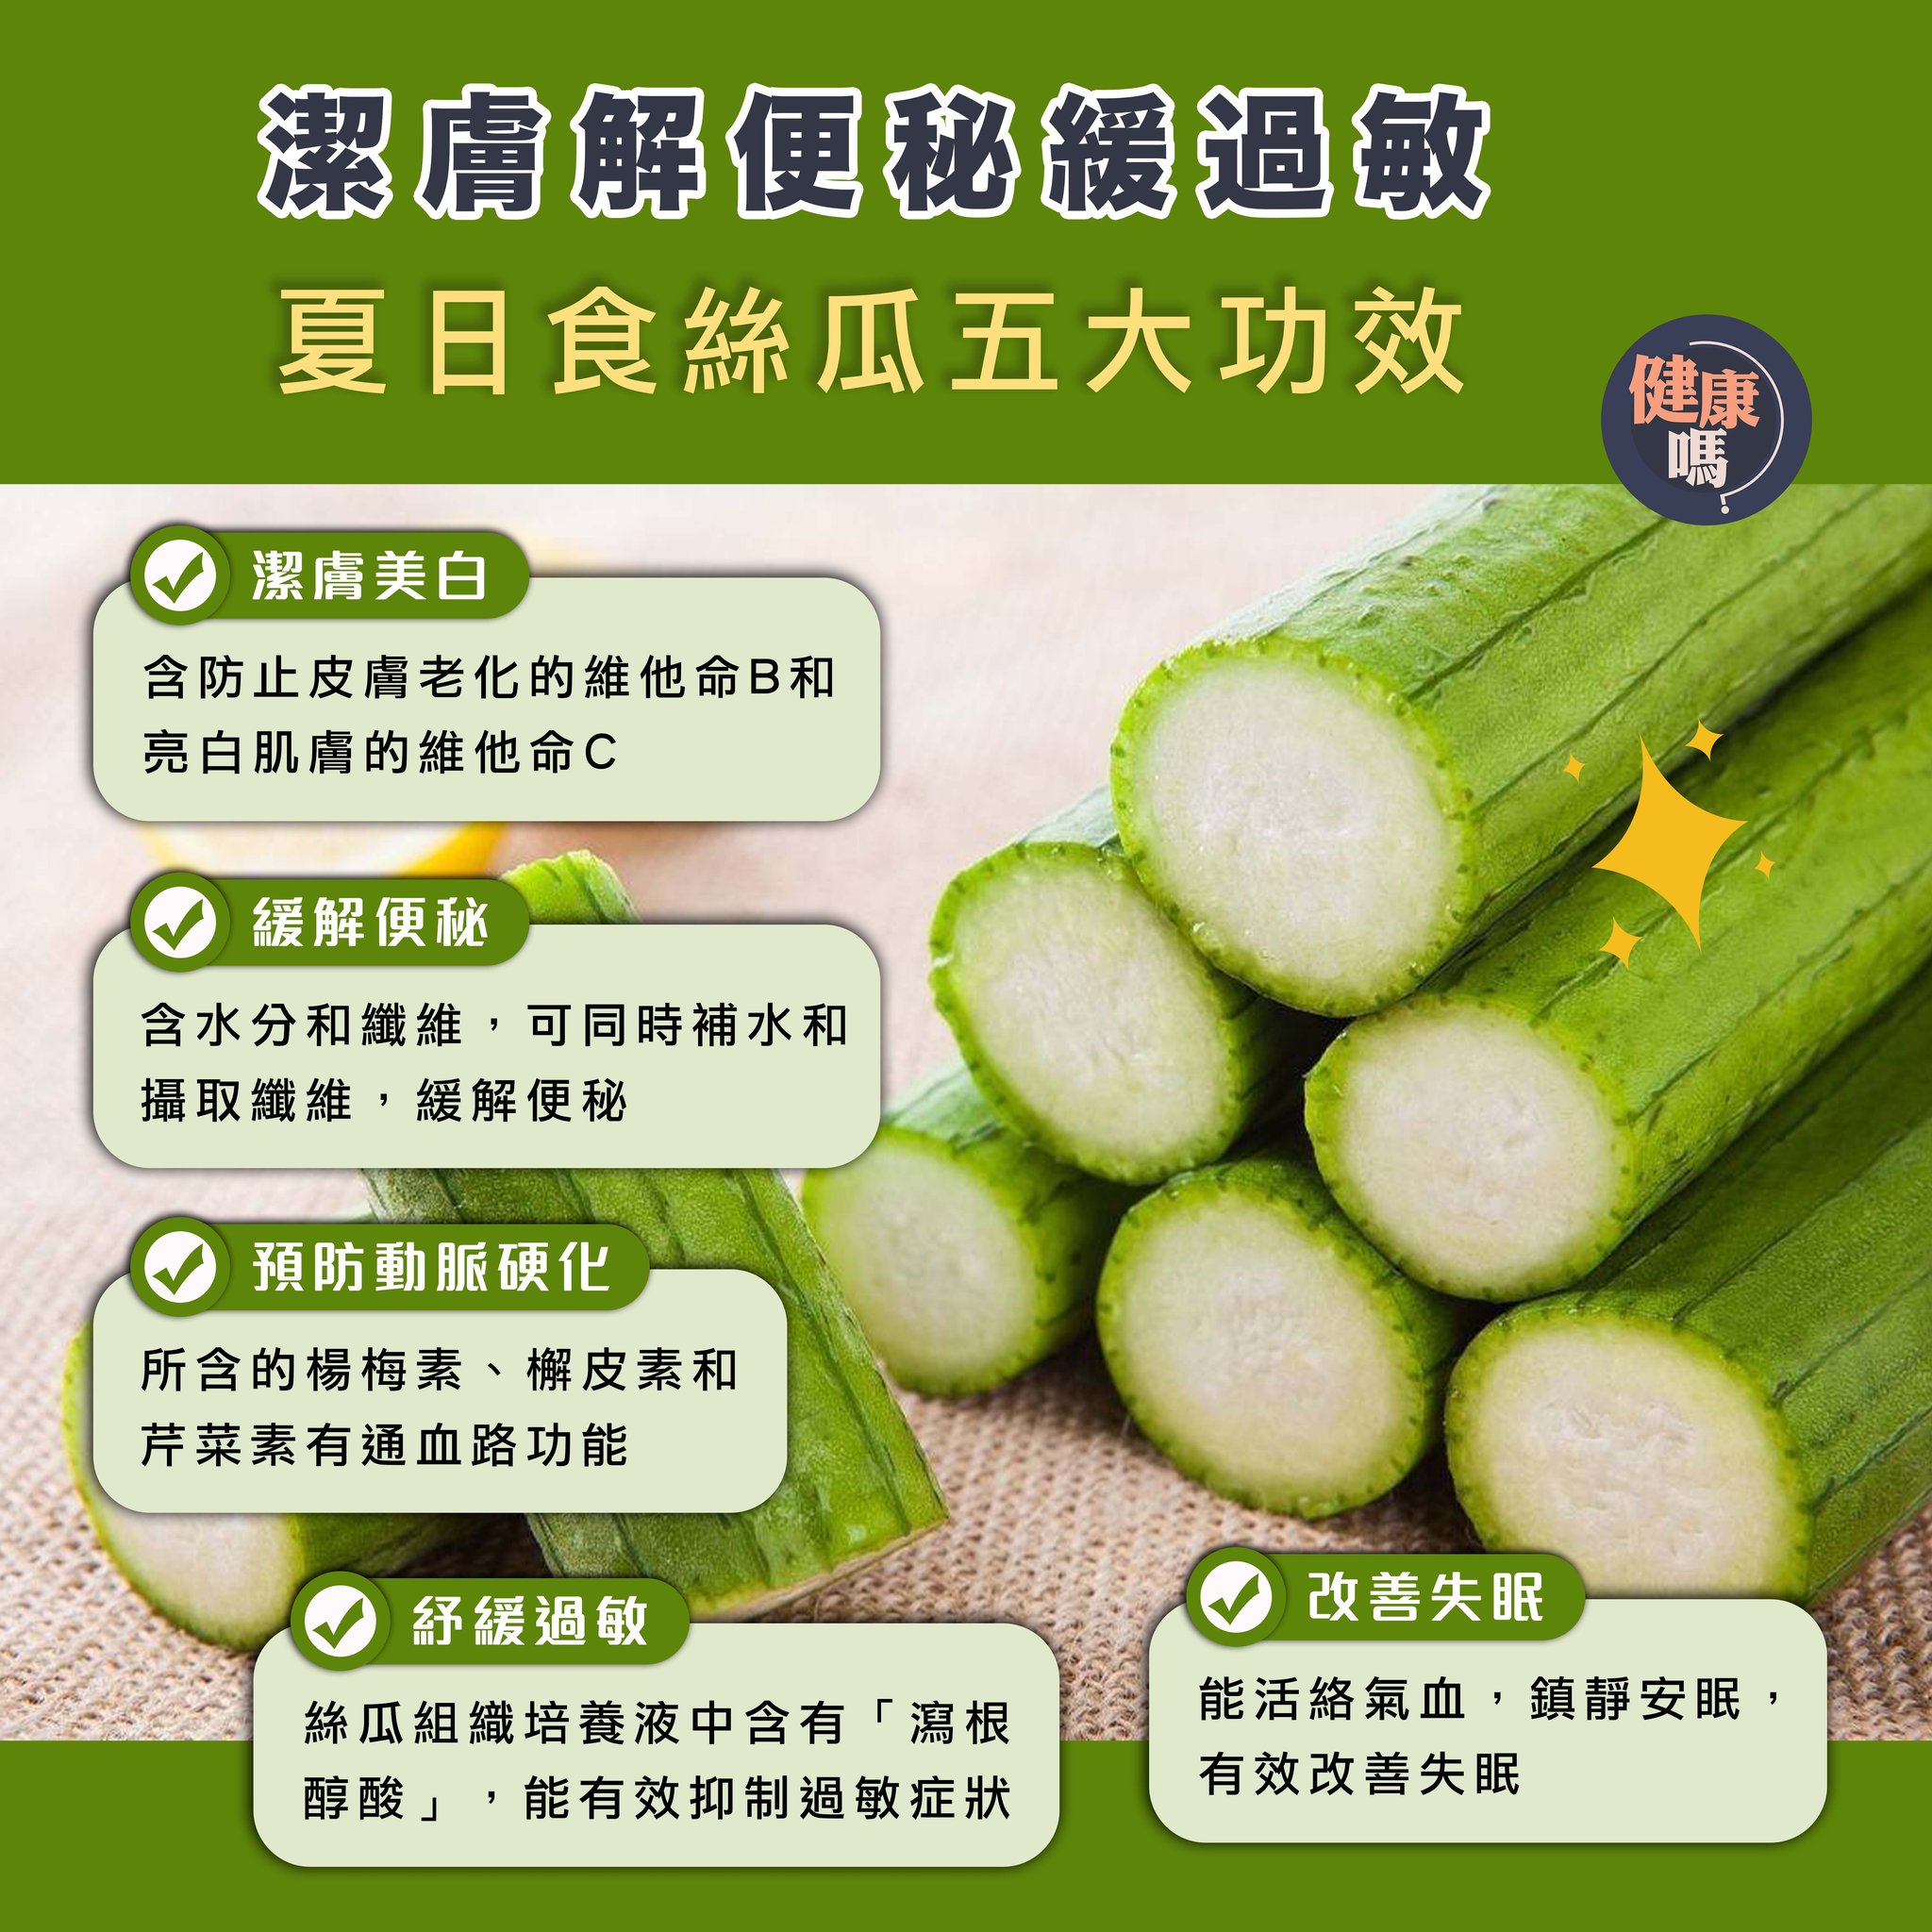 潔膚解便秘緩過敏
夏日食絲瓜五大功效
健康
嗎?
潔膚美白
含防止皮膚老化的維他命B和
亮白肌膚的維他命C
緩解便秘
含水分和纖維，可同時補水和
攝取纖維，緩解便秘
預防動脈硬化
所含的楊梅素、檞皮素和
芹菜素有通血路功能
紓緩過敏
絲瓜組織培養液中含有「瀉根
醇酸」，能有效抑制過敏症狀
改善失眠
能活絡氣血，鎮靜安眠，
有效改善失眠